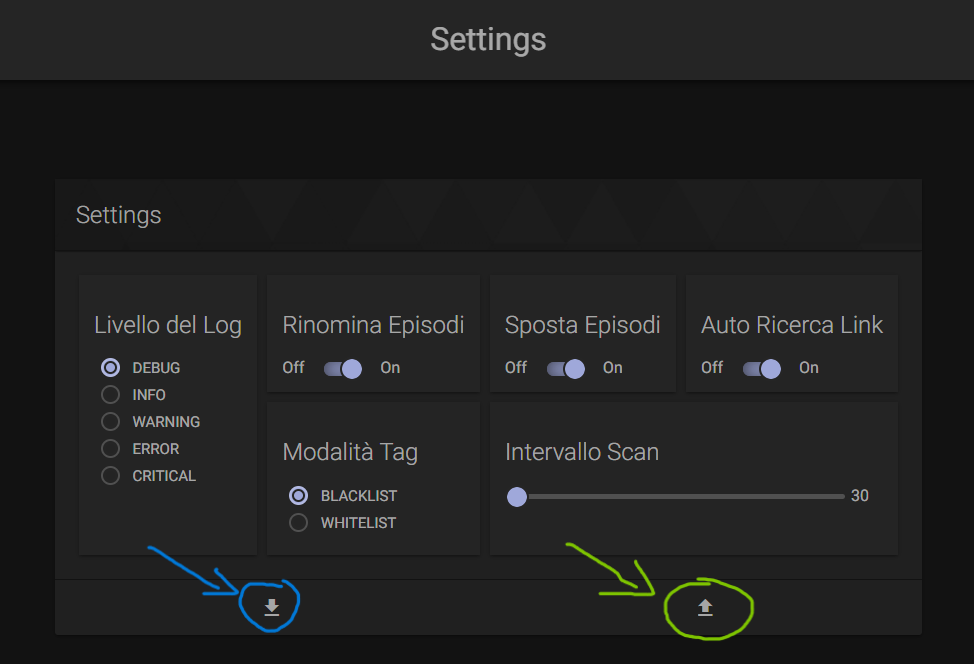 Settings
Settings
Livello del Log
DEBUG
INFO
WARNING
ERROR
CRITICAL
Rinomina Episodi
Off On
Sposta Episodi
Off On
Auto Ricerca Link
Off On
Modalità Tag
BLACKLIST
WHITELIST
Intervallo Scan
30